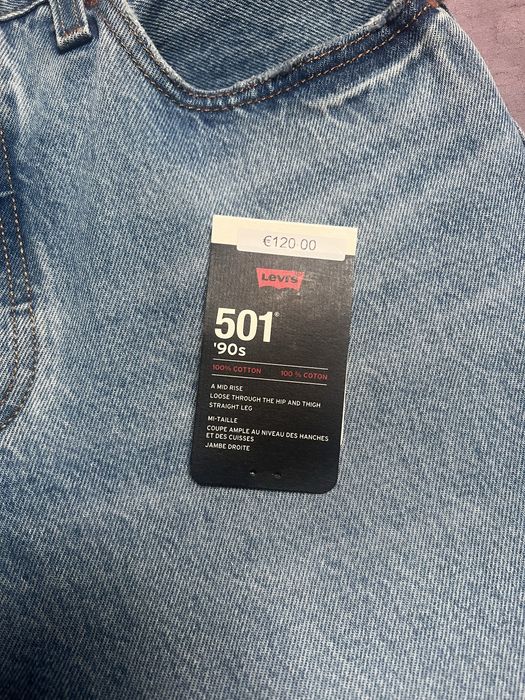 €120.00
Levi's
501®
'90s
100% COTTON 100 % COTON
A MID RISE
LOOSE THROUGH THE HIP AND THIGH
STRAIGHT LEG
MI-TAILLE
COUPE AMPLE AU NIVEAU DES HANCHES
ET DES CUISSES
JAMBE DROITE